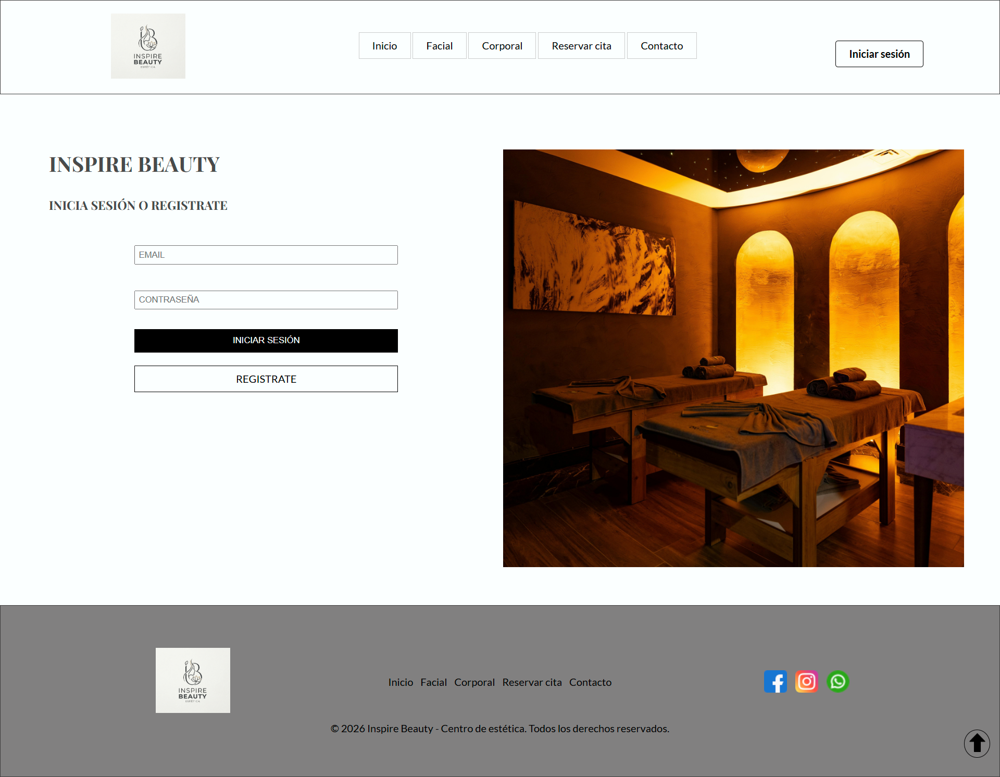 INSPIRE
BEAUTY
ESTÉTICA
Inicio
Facial
Corporal
Reservar cita
Contacto
Iniciar sesión
INSPIRE BEAUTY
INICIA SESIÓN O REGISTRATE
EMAIL
CONTRASEÑA
INICIAR SESIÓN
REGISTRATE
INSPIRE
BEAUTY
ESTÉTICA
Inicio Facial Corporal Reservar cita Contacto
© 2026 Inspire Beauty - Centro de estética. Todos los derechos reservados.